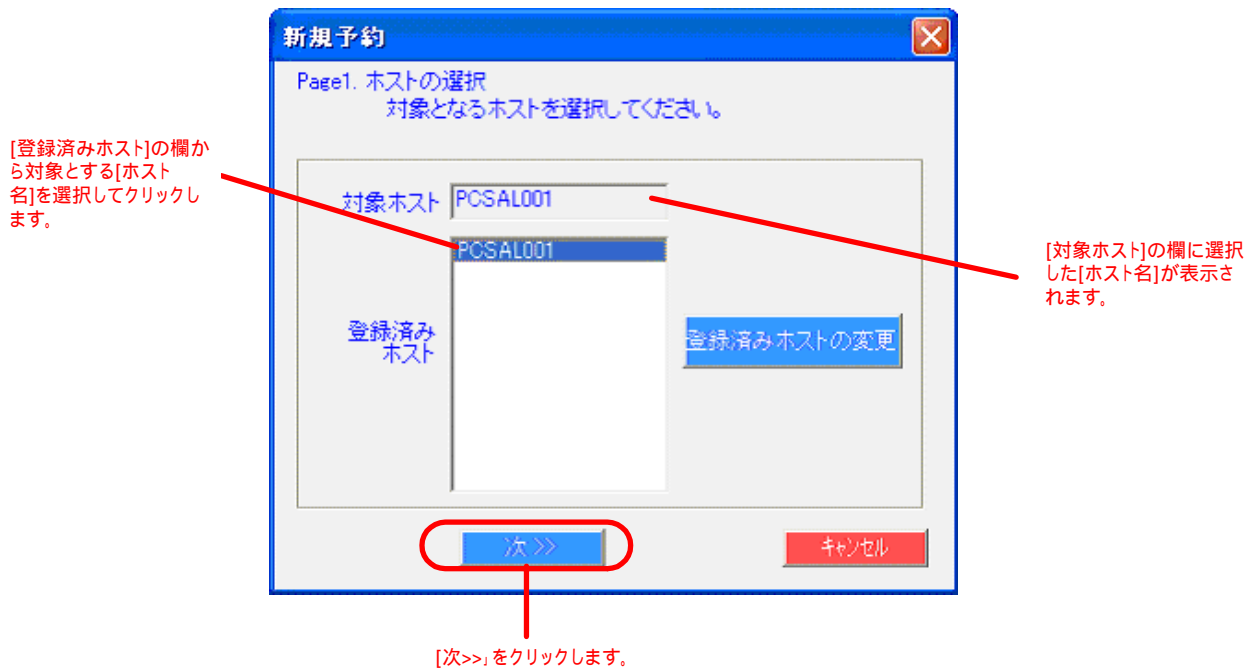 新規予約
Page1. ホストの選択
対象となるホストを選択してください。
[登録済みホスト]の欄か
ら対象とする[ホスト
名]を選択してクリックし
ます。
対象ホスト PCSAL001
PCSAL001
[対象ホスト]の欄に選択
した[ホスト名]が表示さ
れます。
登録済み
ホスト
登録済みホストの変更
次 >>
キャンセル
[次>>」をクリックします。